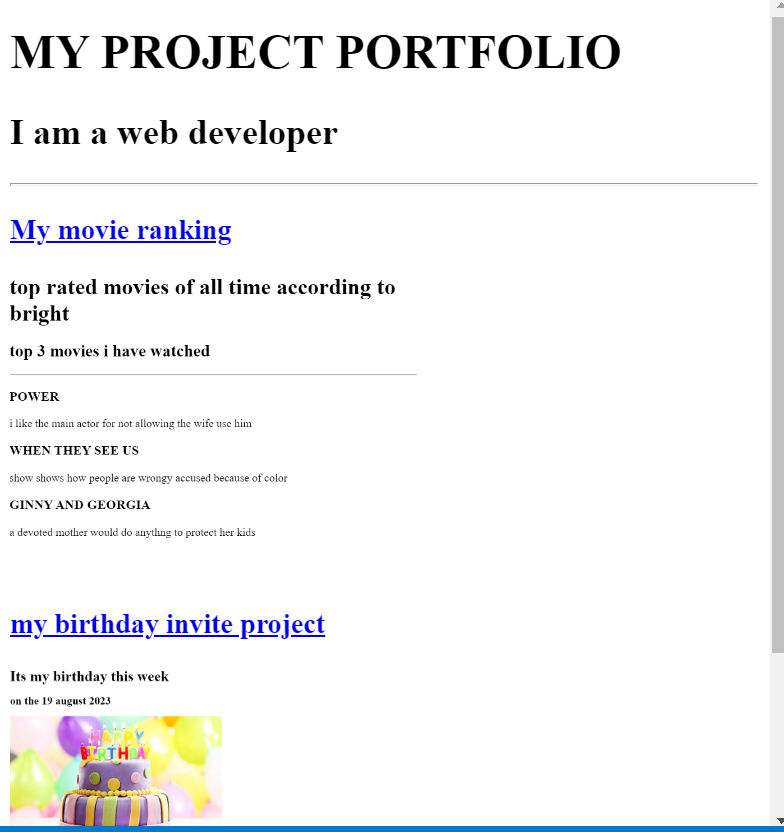 MY PROJECT PORTFOLIO
I am a web developer
My movie ranking
top rated movies of all time according to
bright
top 3 movies i have watched
POWER
i like the main actor for not allowing the wife use him
WHEN THEY SEE US
show shows how people are wrongy accused because of color
GINNY AND GEORGIA
a devoted mother would do anythng to protect her kids
my birthday invite project
Its my birthday this week
on the 19 august 2023
HAPPY
BIRTHDAY